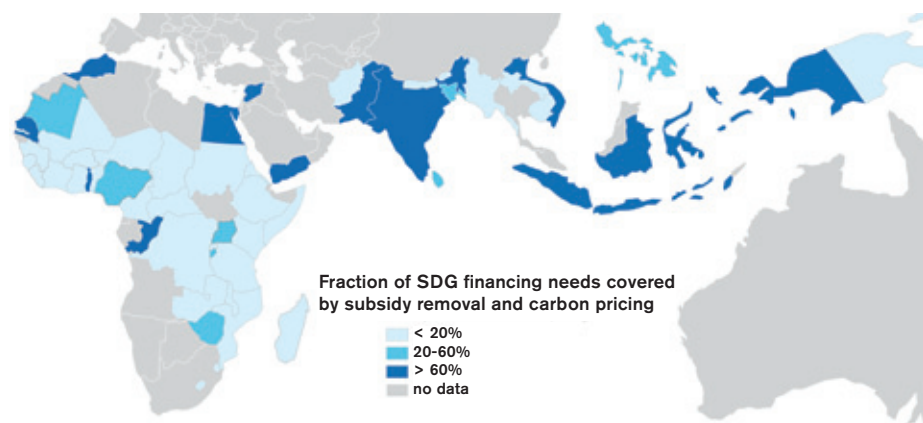 Fraction of SDG financing needs covered
by subsidy removal and carbon pricing
< 20%
20-60%
> 60%
no data